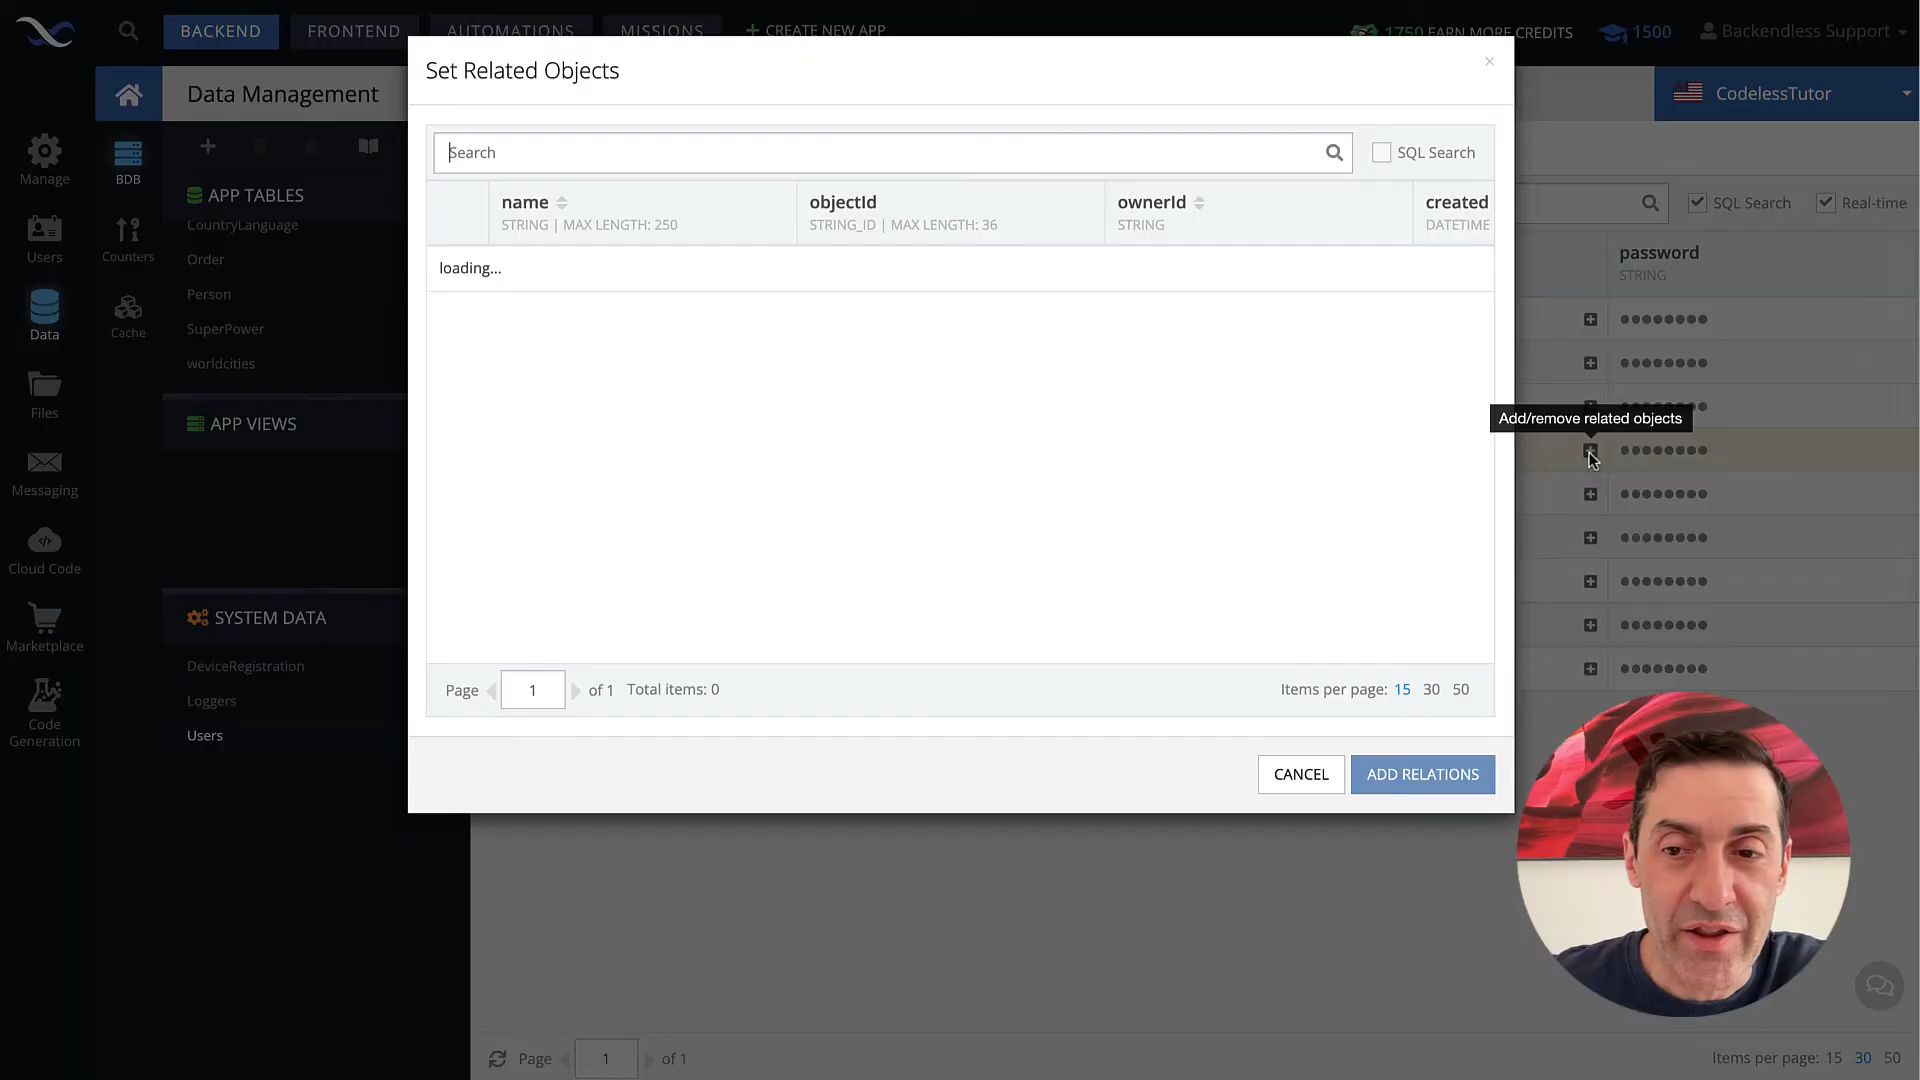 BACKEND
FRONTEND
AUTOMATIONS
MISSIONS
CREATE NEW APP
1750 EARN MORE CREDITS
1500
Backendless Support
Data Management
CodelessTutor
Manage
Users
Data
Files
Messaging
Cloud Code
Marketplace
Code
Generation
BDB
Counters
Cache
APP TABLES
CountryLanguage
Order
Person
SuperPower
worldcities
APP VIEWS
SYSTEM DATA
DeviceRegistration
Loggers
Users
Set Related Objects
×
Search
SQL Search
name
STRING | MAX LENGTH: 250
objectId
STRING_ID | MAX LENGTH: 36
ownerId
STRING
created
DATETIME
loading...
Page 1 of 1 Total items: 0
Items per page: 15 30 50
CANCEL
ADD RELATIONS
SQL Search
Real-time
password
STRING
●●●●●●●●
●●●●●●●●
Add/remove related objects
●●●●●●●●
●●●●●●●●
●●●●●●●●
●●●●●●●●
●●●●●●●●
●●●●●●●●
Page 1 of 1
Items per page: 15 30 50